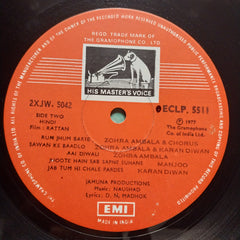 REGD. TRADE MARK OF
THE GRAMOPHONE CO. LTD.
HIS MASTER'S VOICE
2XJW. 5042
ECLP. 5511
SIDE TWO
HINDI
Film : RATTAN
℗ 1977
The Gramophone
Co. of India Ltd.
RUM JHUM BARSE ZOHRA AMBALA & CHORUS
SAWAN KE BAADLO ZOHRA AMBALA & KARAN DIWAN
AAI DIWALI ZOHRA AMBALA
JHOOTE HAIN SAB SAPNE SUHANE MANJOO
JAB TUM HI CHALE PARDES KARAN DIWAN
JAMUNA PRODUCTIONS
Music: NAUSHAD
Lyrics: D. N. MADHOK
EMI
MADE IN INDIA